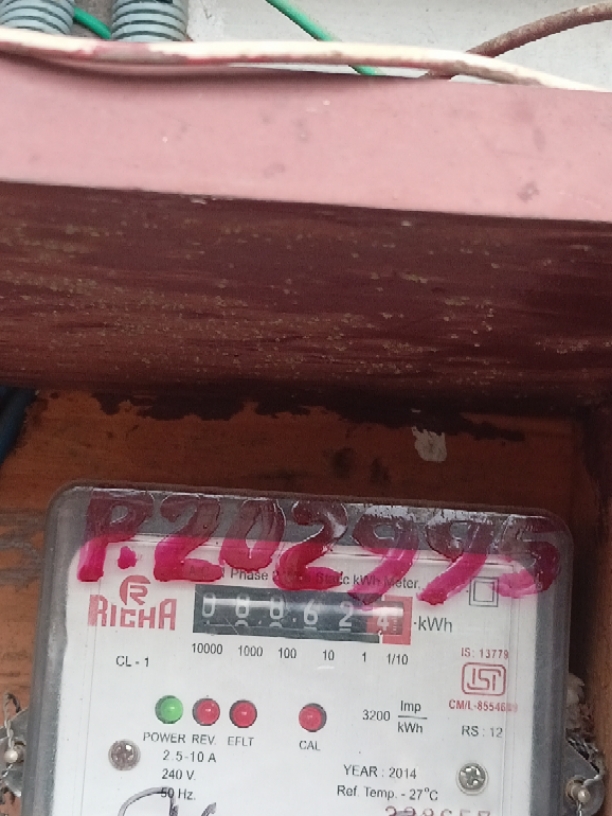 P.202995
Phase kWh Meter.
RICHA
kWh
10000 1000 100 10 1 1/10
CL - 1
IS : 13779
ISI
3200 Imp/kWh
RS : 12
POWER REV. EFLT CAL
2.5-10 A
240 V.
50 Hz.
YEAR : 2014
Ref. Temp. - 27°C